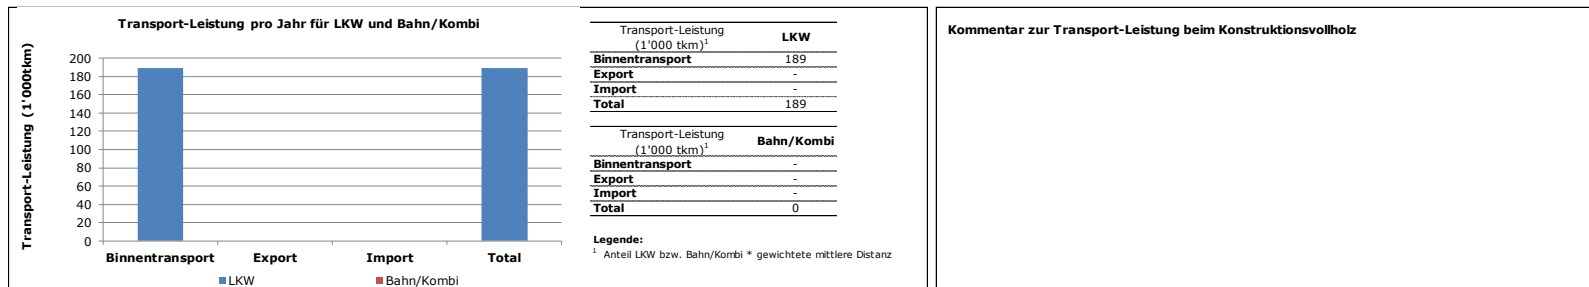 Transport-Leistung pro Jahr für LKW und Bahn/Kombi
Transport-Leistung (1'000tkm)
200
180
160
140
120
100
80
60
40
20
0
Binnentransport Export Import Total
LKW Bahn/Kombi
Transport-Leistung (1'000 tkm)¹ LKW
Binnentransport 189
Export -
Import -
Total 189
Transport-Leistung (1'000 tkm)¹ Bahn/Kombi
Binnentransport -
Export -
Import -
Total 0
Legende:
¹ Anteil LKW bzw. Bahn/Kombi * gewichtete mittlere Distanz
Kommentar zur Transport-Leistung beim Konstruktionsvollholz